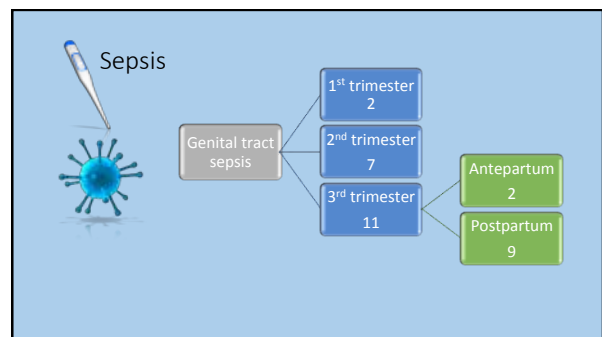 Sepsis
Genital tract
sepsis
1st trimester
2
2nd trimester
7
3rd trimester
11
Antepartum
2
Postpartum
9